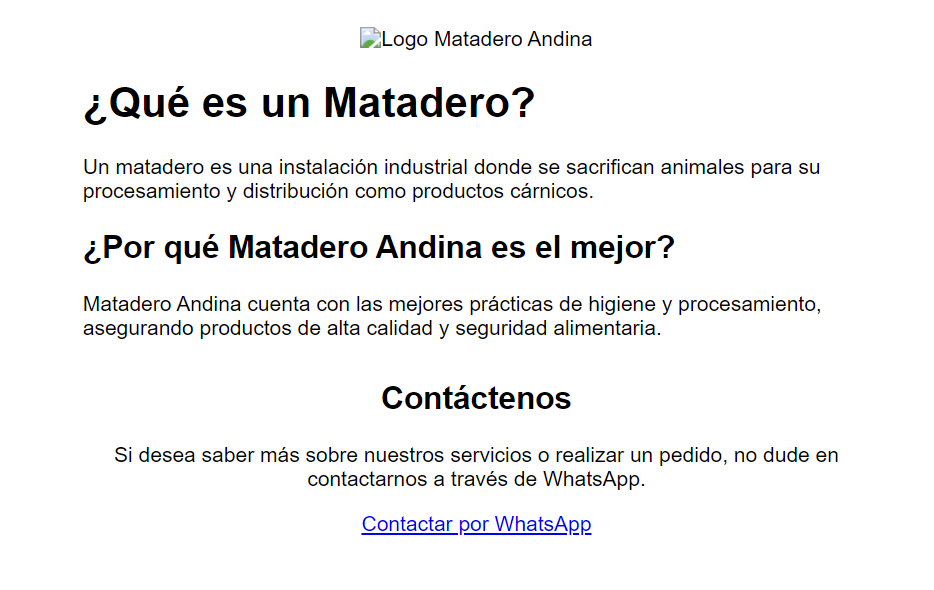 Logo Matadero Andina
¿Qué es un Matadero?
Un matadero es una instalación industrial donde se sacrifican animales para su
procesamiento y distribución como productos cárnicos.
¿Por qué Matadero Andina es el mejor?
Matadero Andina cuenta con las mejores prácticas de higiene y procesamiento,
asegurando productos de alta calidad y seguridad alimentaria.
Contáctenos
Si desea saber más sobre nuestros servicios o realizar un pedido, no dude en
contactarnos a través de WhatsApp.
Contactar por WhatsApp